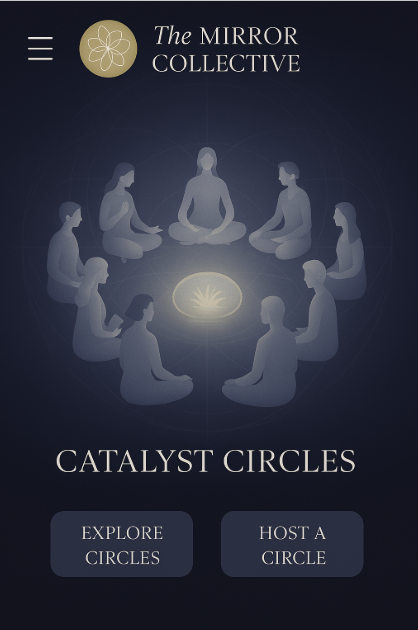 The MIRROR
COLLECTIVE
CATALYST CIRCLES
EXPLORE
CIRCLES
HOST A
CIRCLE